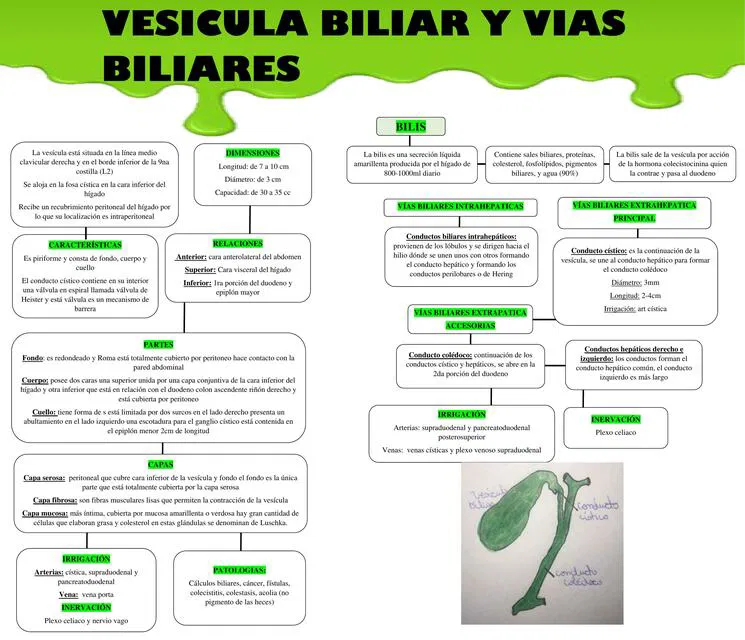 VESICULA BILIAR Y VIAS
BILIARES
La vesícula está situada en la línea medio
clavicular derecha y en el borde inferior de la 9na
costilla (L2)
Se aloja en la fosa cística en la cara inferior del
hígado
Recibe un recubrimiento peritoneal del hígado por
lo que su localización es intraperitoneal
DIMENSIONES
Longitud: de 7 a 10 cm
Diámetro: de 3 cm
Capacidad: de 30 a 35 cc
CARACTERÍSTICAS
Es piriforme y consta de fondo, cuerpo y
cuello
El conducto cístico contiene en su interior
una válvula en espiral llamada válvula de
Heister y está válvula es un mecanismo de
barrera
RELACIONES
Anterior: cara anterolateral del abdomen
Superior: Cara visceral del hígado
Inferior: 1ra porción del duodeno y
epiplón mayor
PARTES
Fondo: es redondeado y Roma está totalmente cubierto por peritoneo hace contacto con la
pared abdominal
Cuerpo: posee dos caras una superior unida por una capa conjuntiva de la cara inferior del
hígado y otra inferior que está en relación con el duodeno colon ascendente riñón derecho y
está cubierta por peritoneo
Cuello: tiene forma de s está limitada por dos surcos en el lado derecho presenta un
abultamiento en el lado izquierdo una escotadura para el ganglio cístico está contenida en
el epiplón menor 2cm de longitud
CAPAS
Capa serosa: peritoneal que cubre cara inferior de la vesícula y fondo el fondo es la única
parte que está totalmente cubierta por la capa serosa
Capa fibrosa: son fibras musculares lisas que permiten la contracción de la vesícula
Capa mucosa: más íntima, cubierta por mucosa amarillenta o verdosa hay gran cantidad de
células que elaboran grasa y colesterol en estas glándulas se denominan de Luschka.
IRRIGACIÓN
Arterias: cística, supraduodenal y
pancreatoduodenal
Vena: vena porta
INERVACIÓN
Plexo celiaco y nervio vago
PATOLOGIAS:
Cálculos biliares, cáncer, fístulas,
colecistitis, colestasis, acolia (no
pigmento de las heces)
BILIS
La bilis es una secreción líquida
amarillenta producida por el hígado de
800-1000ml diario
Contiene sales biliares, proteínas,
colesterol, fosfolípidos, pigmentos
biliares, y agua (90%)
La bilis sale de la vesícula por acción
de la hormona colecistocinina quien
la contrae y pasa al duodeno
VÍAS BILIARES INTRAHEPATICAS
Conductos biliares intrahepáticos:
provienen de los lóbulos y se dirigen hacia el
hilio dónde se unen unos con otros formando
el conducto hepático y formando los
conductos perilobares o de Hering
VÍAS BILIARES EXTRAHEPATICA
PRINCIPAL
Conducto cístico: es la continuación de la
vesícula, se une al conducto hepático para formar
el conducto colédoco
Diámetro: 3mm
Longitud: 2-4cm
Irrigación: art cística
VÍAS BILIARES EXTRAPATICA
ACCESORIAS
Conducto colédoco: continuación de los
conductos cístico y hepáticos, se abre en la
2da porción del duodeno
Conductos hepáticos derecho e
izquierdo: los conductos forman el
conducto hepático común, el conducto
izquierdo es más largo
IRRIGACIÓN
Arterias: supraduodenal y pancreatoduodenal
posterosuperior
Venas: venas císticas y plexo venoso supraduodenal
INERVACIÓN
Plexo celiaco
Vesícula
biliar
conducto
cístico
conducto
colédoco